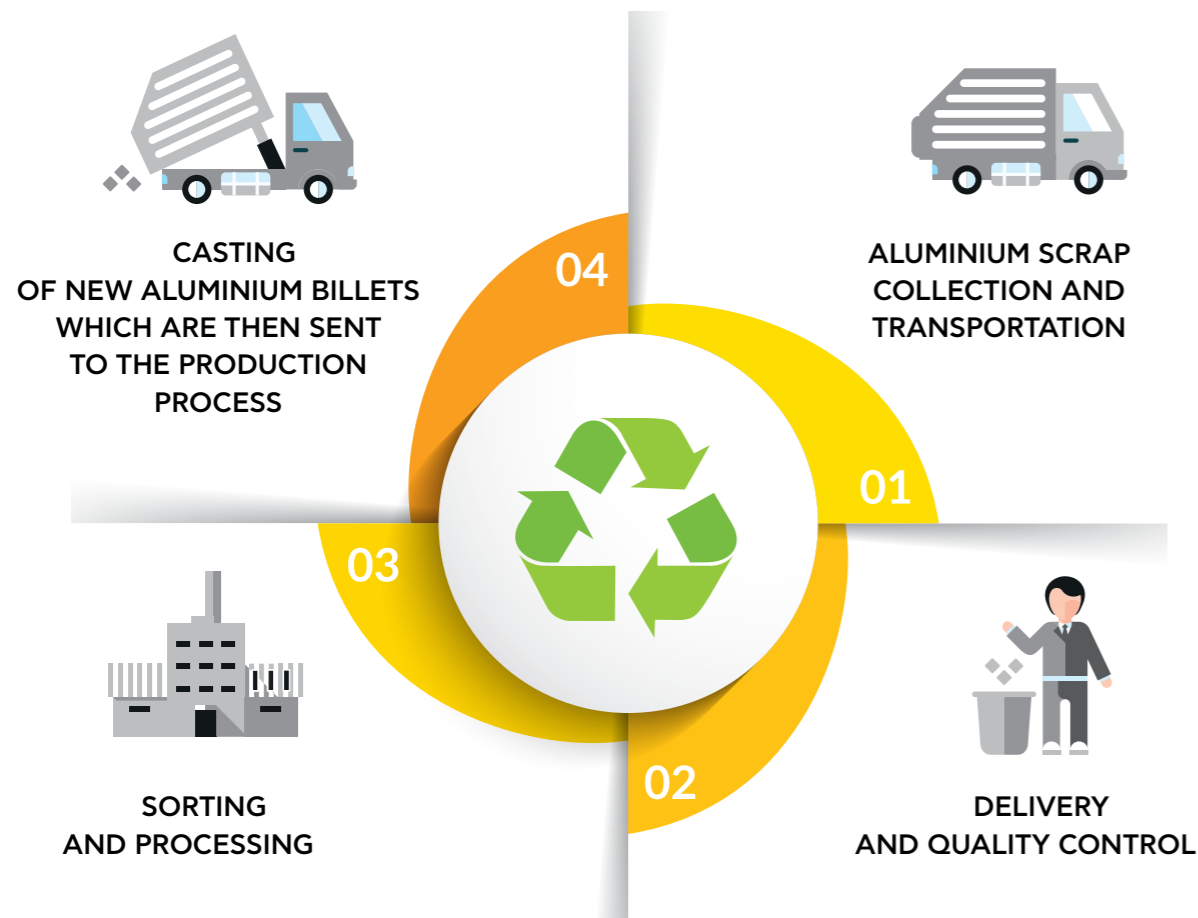 01
ALUMINIUM SCRAP
COLLECTION AND
TRANSPORTATION
02
DELIVERY
AND QUALITY CONTROL
03
SORTING
AND PROCESSING
04
CASTING
OF NEW ALUMINIUM BILLETS
WHICH ARE THEN SENT
TO THE PRODUCTION
PROCESS